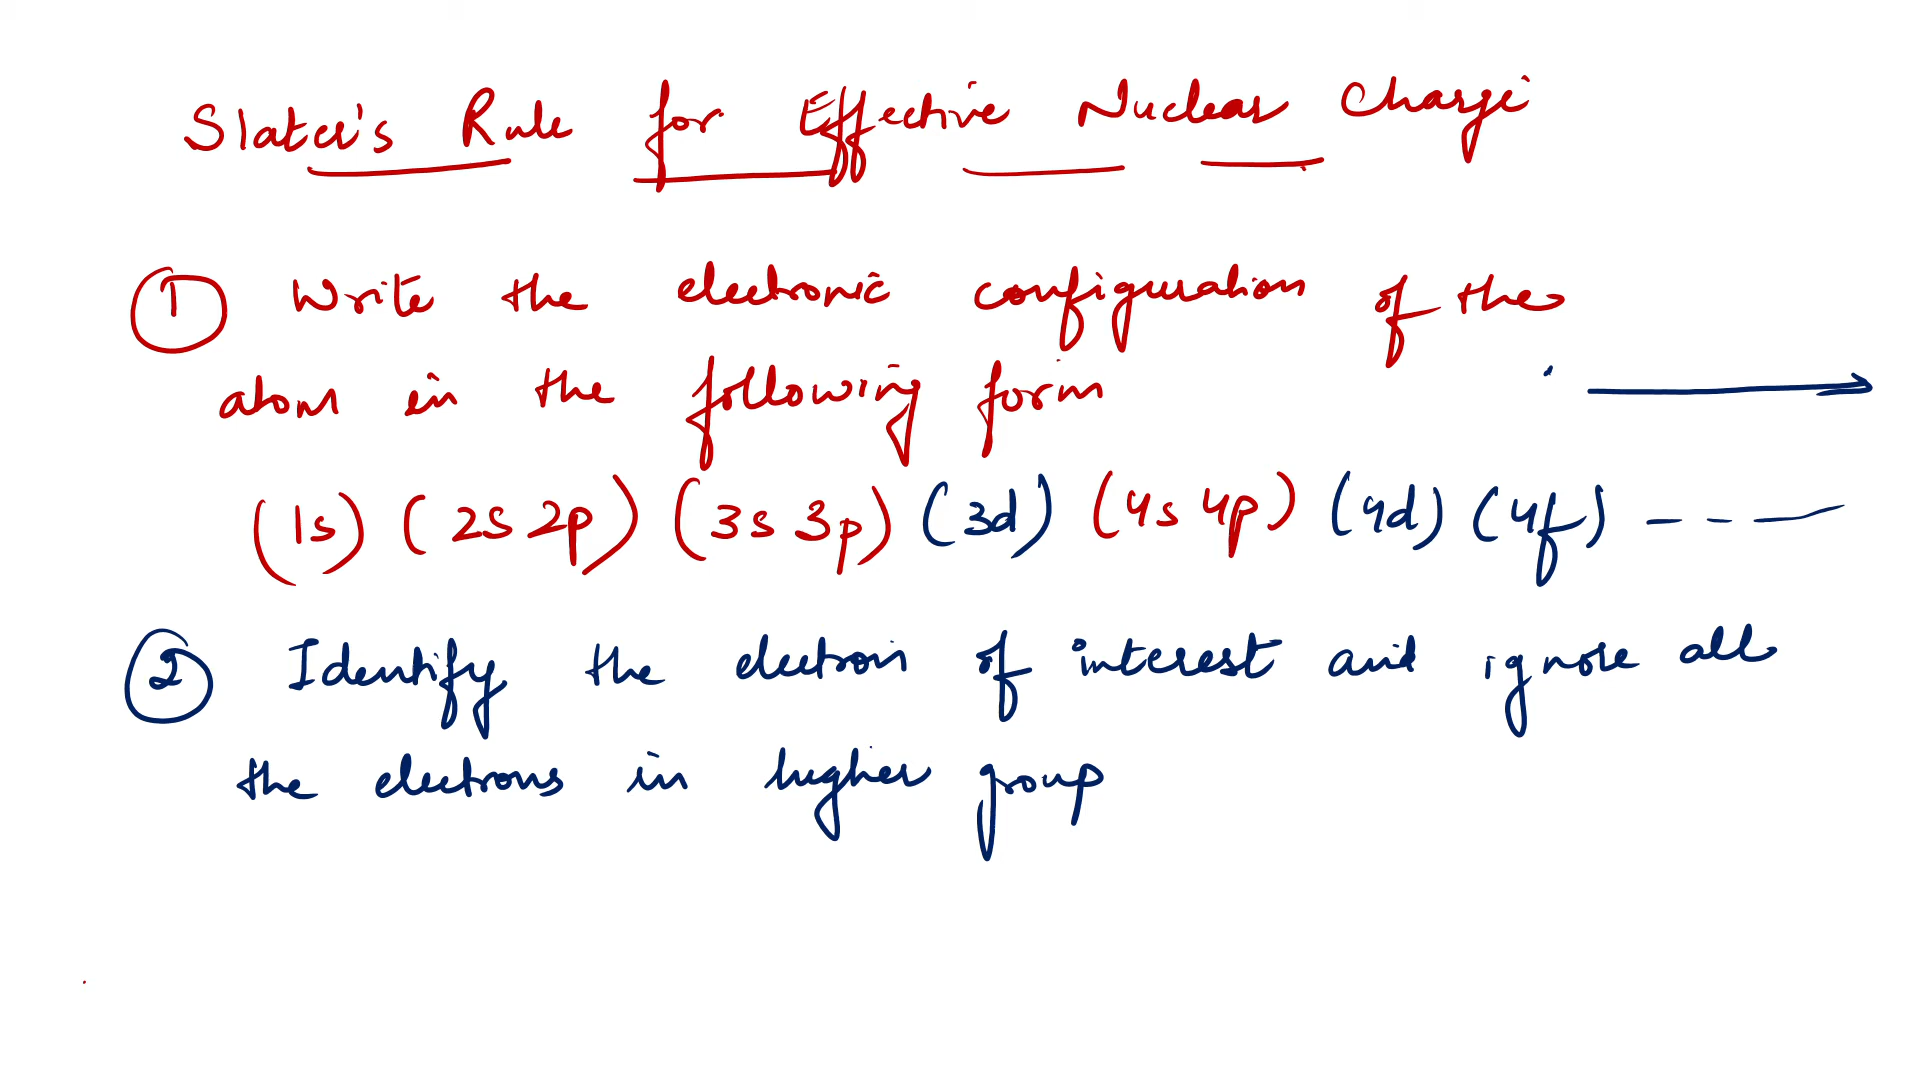 Slater's Rule for Effective Nuclear Charge
① Write the electronic configuration of the
atom in the following form
(1s) (2s 2p) (3s 3p) (3d) (4s 4p) (4d) (4f) ----
② Identify the electron of interest and ignore all
the electrons in higher group